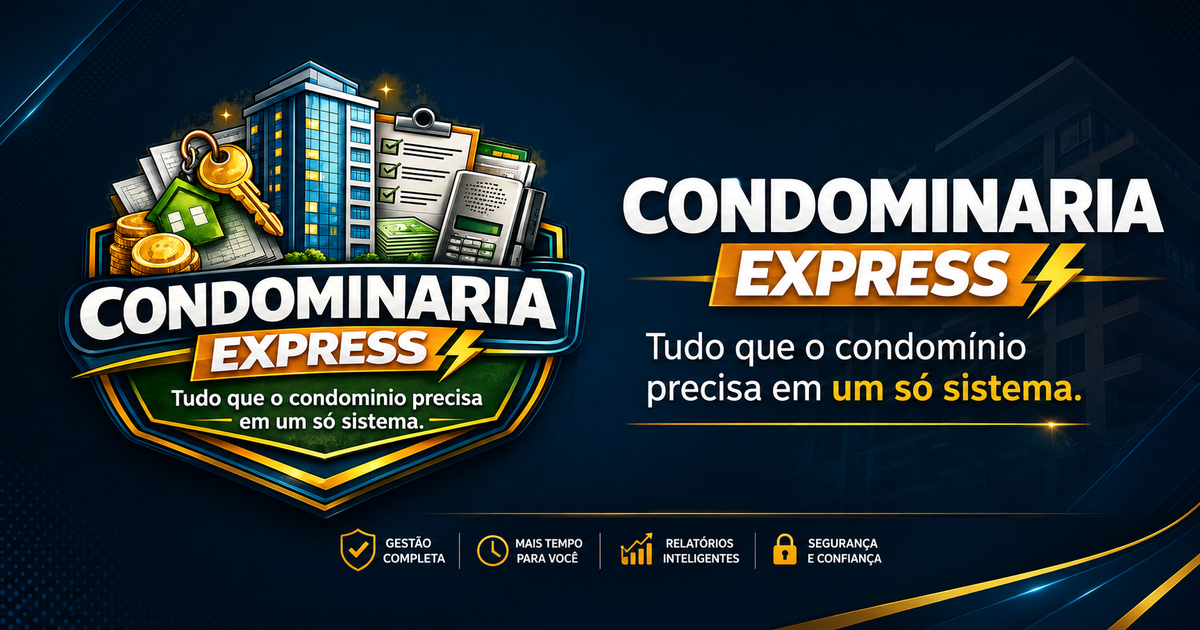 CONDOMINARIA
EXPRESS
Tudo que o condominio precisa
em um só sistema.
CONDOMINARIA
EXPRESS
Tudo que o condomínio
precisa em um só sistema.
GESTÃO
COMPLETA
MAIS TEMPO
PARA VOCÊ
RELATÓRIOS
INTELIGENTES
SEGURANÇA
E CONFIANÇA